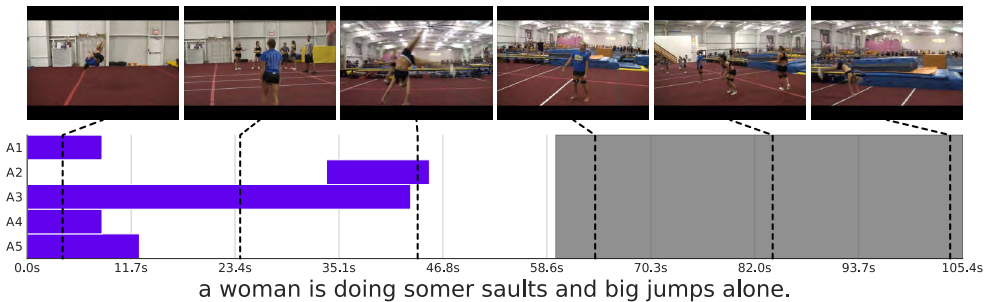 A1
A2
A3
A4
A5
0.0s 11.7s 23.4s 35.1s 46.8s 58.6s 70.3s 82.0s 93.7s 105.4s
a woman is doing somer saults and big jumps alone.